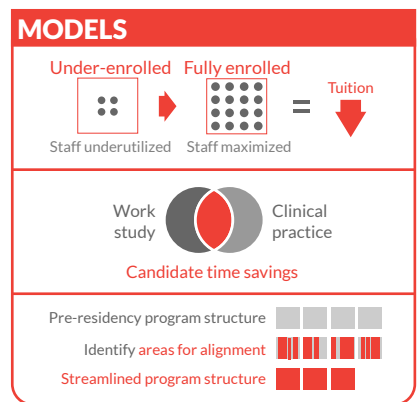 MODELS
Under-enrolled Fully enrolled
Tuition
=
Staff underutilized Staff maximized
Work Clinical
study practice
Candidate time savings
Pre-residency program structure
Identify areas for alignment
Streamlined program structure